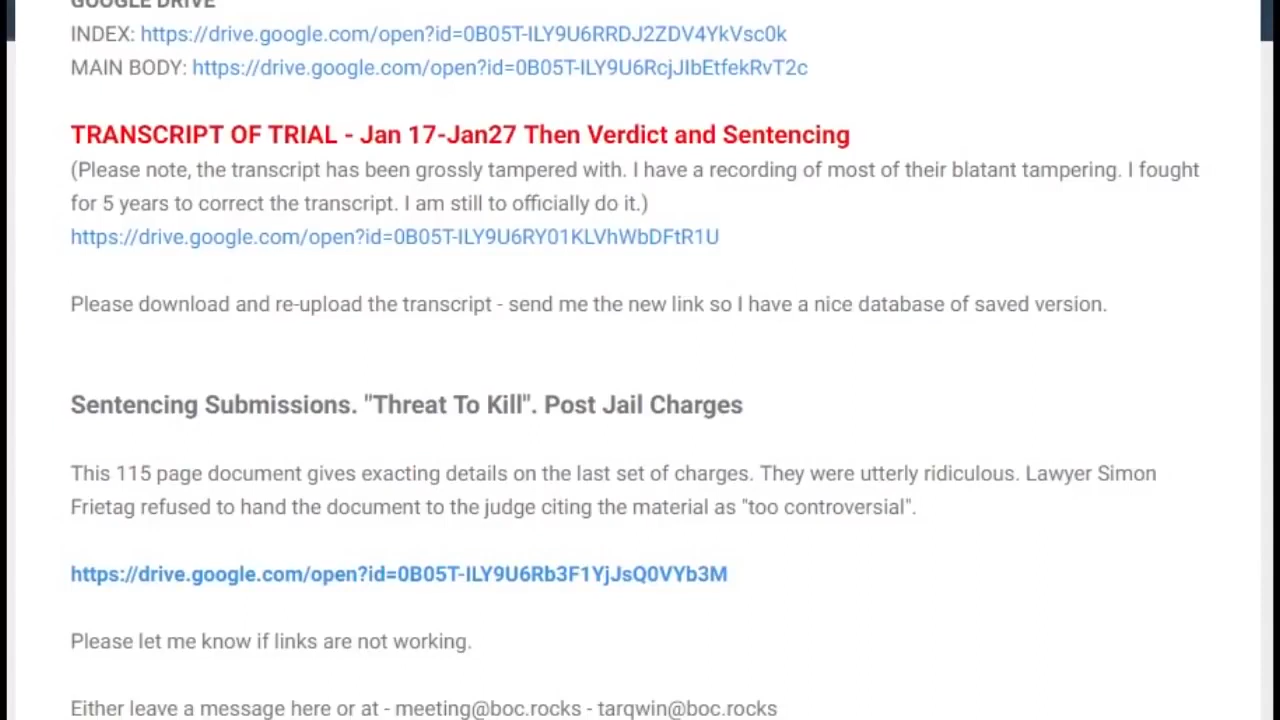 GOOGLE DRIVE
INDEX: https://drive.google.com/open?id=0B05T-ILY9U6RRDJ2ZDV4YkVsc0k
MAIN BODY: https://drive.google.com/open?id=0B05T-ILY9U6RcjJIbEtfekRvT2c
TRANSCRIPT OF TRIAL - Jan 17-Jan27 Then Verdict and Sentencing
(Please note, the transcript has been grossly tampered with. I have a recording of most of their blatant tampering. I fought
for 5 years to correct the transcript. I am still to officially do it.)
https://drive.google.com/open?id=0B05T-ILY9U6RY01KLVhWbDFtR1U
Please download and re-upload the transcript - send me the new link so I have a nice database of saved version.
Sentencing Submissions. "Threat To Kill". Post Jail Charges
This 115 page document gives exacting details on the last set of charges. They were utterly ridiculous. Lawyer Simon
Frietag refused to hand the document to the judge citing the material as "too controversial".
https://drive.google.com/open?id=0B05T-ILY9U6Rb3F1YjJsQ0VYb3M
Please let me know if links are not working.
Either leave a message here or at - meeting@boc.rocks - tarqwin@boc.rocks